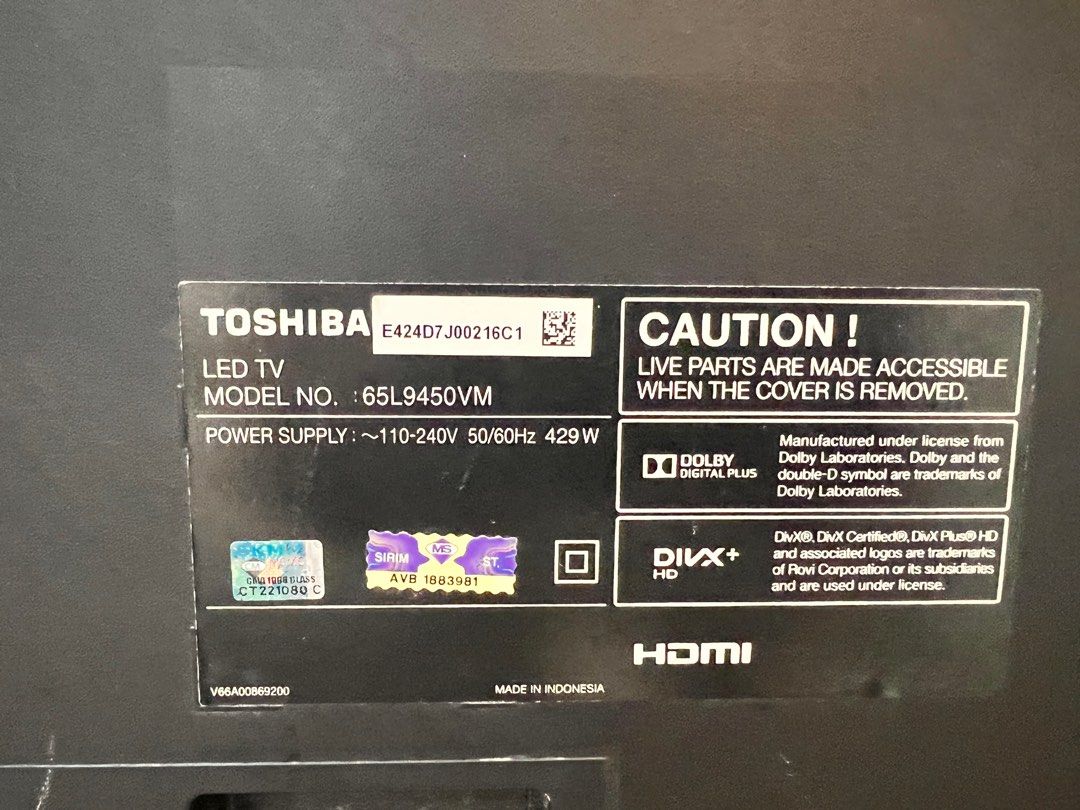 TOSHIBA
E424D7J00216C1
LED TV
MODEL NO. : 65L9450VM
POWER SUPPLY : ~110-240V 50/60Hz 429W
SIRIM MS ST.
AVB 1883981
CT221080 C
V66A00869200
MADE IN INDONESIA
CAUTION !
LIVE PARTS ARE MADE ACCESSIBLE
WHEN THE COVER IS REMOVED.
DOLBY
DIGITAL PLUS
Manufactured under license from
Dolby Laboratories. Dolby and the
double-D symbol are trademarks of
Dolby Laboratories.
DIVX+
HD
DivX®, DivX Certified®, DivX Plus® HD
and associated logos are trademarks
of Rovi Corporation or its subsidiaries
and are used under license.
HDMI